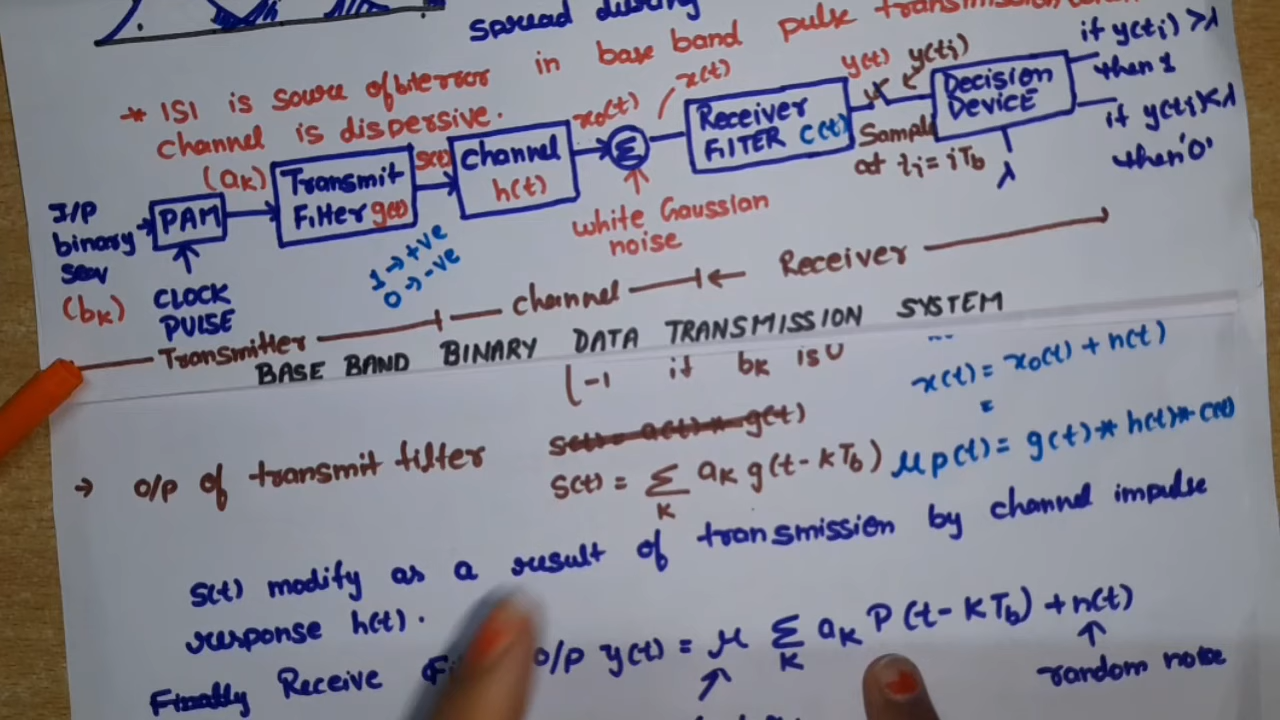 spread during
in base band pulse transmission
* ISI is source of bit error
channel is dispersive.
I/P
binary
(bk)
PAM
CLOCK
PULSE
(ak)
Transmit
Filter g(t)
s(t)
1 → +ve
0 → -ve
channel
h(t)
x₀(t)
Σ
white Gaussian
noise
x(t)
Receiver
FILTER c(t)
y(t)
y(ti)
Sample
at ti = iTb
Decision
DEVICE
λ
if y(ti) > λ
then 1
if y(ti) < λ
then '0'
Transmitter
channel
Receiver
BASE BAND BINARY DATA TRANSMISSION SYSTEM
-1 if bk is 0
x(t) = x₀(t) + n(t)
=
→ O/P of transmit filter
s(t) = a(t) * g(t)
s(t) = Σ ak g(t - kTb)
K
μp(t) = g(t) * h(t) * c(t)
s(t) modify as a result of transmission by channel impulse
response h(t).
Finally Receive O/P y(t) = μ Σ ak P(t - kTb) + n(t)
K
random noise